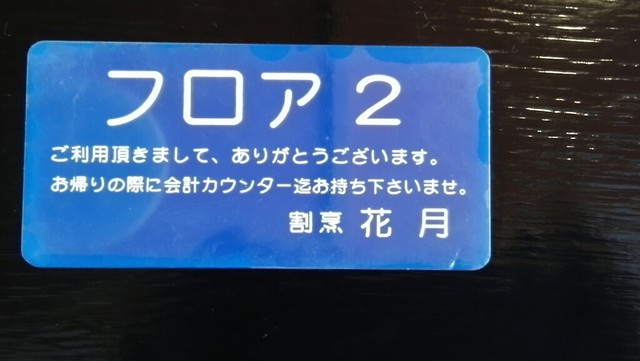 フロア 2
ご利用頂きまして、ありがとうございます。
お帰りの際に会計カウンター迄お持ち下さいませ。
割烹 花月